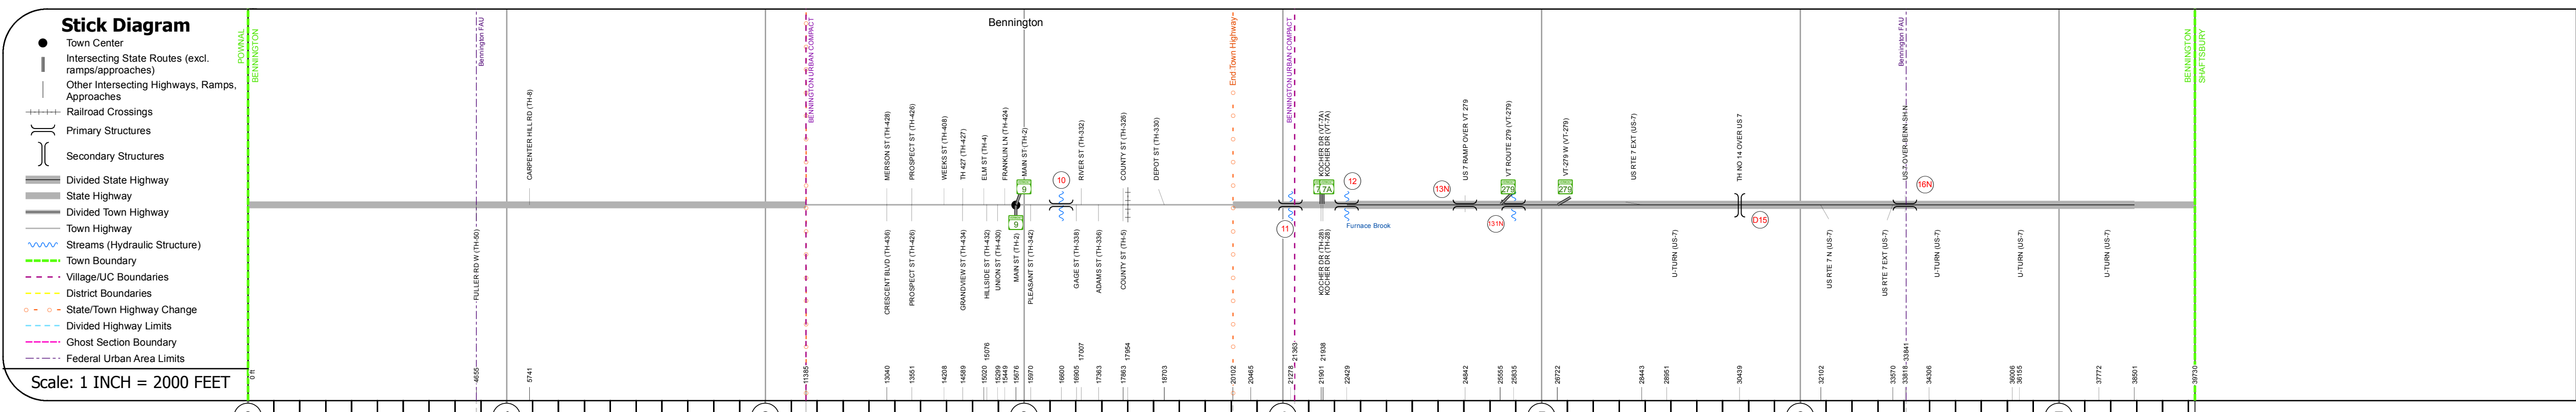 Stick Diagram
Town Center
Intersecting State Routes (excl.
ramps/approaches)
Other Intersecting Highways, Ramps,
Approaches
Railroad Crossings
Primary Structures
Secondary Structures
Divided State Highway
State Highway
Divided Town Highway
Town Highway
Streams (Hydraulic Structure)
Town Boundary
Village/UC Boundaries
District Boundaries
State/Town Highway Change
Divided Highway Limits
Ghost Section Boundary
Federal Urban Area Limits
Scale: 1 INCH = 2000 FEET
Bennington
POWNAL
BENNINGTON
Bennington FAU
BENNINGTON URBAN COMPACT
End Town Highway
BENNINGTON URBAN COMPACT
Bennington FAU
BENNINGTON
SHAFTSBURY
CARPENTER HILL RD (TH-8)
MERSON ST (TH-428)
PROSPECT ST (TH-426)
WEEKS ST (TH-408)
TH 427 (TH-427)
ELM ST (TH-4)
FRANKLIN LN (TH-424)
MAIN ST (TH-2)
RIVER ST (TH-332)
COUNTY ST (TH-326)
DEPOT ST (TH-330)
KOCHER DR (VT-7A)
KOCHER DR (VT-7A)
US 7 RAMP OVER VT 279
VT ROUTE 279 (VT-279)
VT-279 W (VT-279)
US RTE 7 EXT (US-7)
TH NO 14 OVER US 7
US 7 OVER BENN-SH-N
9
10
7
7A
12
13N
279
279
16N
9
11
Furnace Brook
131N
D15
FULLER RD W (TH-50)
CRESCENT BLVD (TH-436)
PROSPECT ST (TH-426)
GRANDVIEW ST (TH-434)
HILLSIDE ST (TH-432)
UNION ST (TH-430)
MAIN ST (TH-2)
PLEASANT ST (TH-342)
GAGE ST (TH-338)
ADAMS ST (TH-336)
COUNTY ST (TH-5)
KOCHER DR (TH-28)
KOCHER DR (TH-28)
U-TURN (US-7)
US RTE 7 N (US-7)
US RTE 7 EXT (US-7)
U-TURN (US-7)
U-TURN (US-7)
U-TURN (US-7)
0 ft
4655
5741
11385
13040
13551
14208
14589
15020
15076
15299
15449
15676
15970
16600
16905
17007
17363
17863
17954
18703
20102
20465
21278
21363
21901
21938
22429
24842
25565
25835
26722
28443
28951
30439
32102
33570
33818
33841
34306
36006
36155
37772
38501
39730